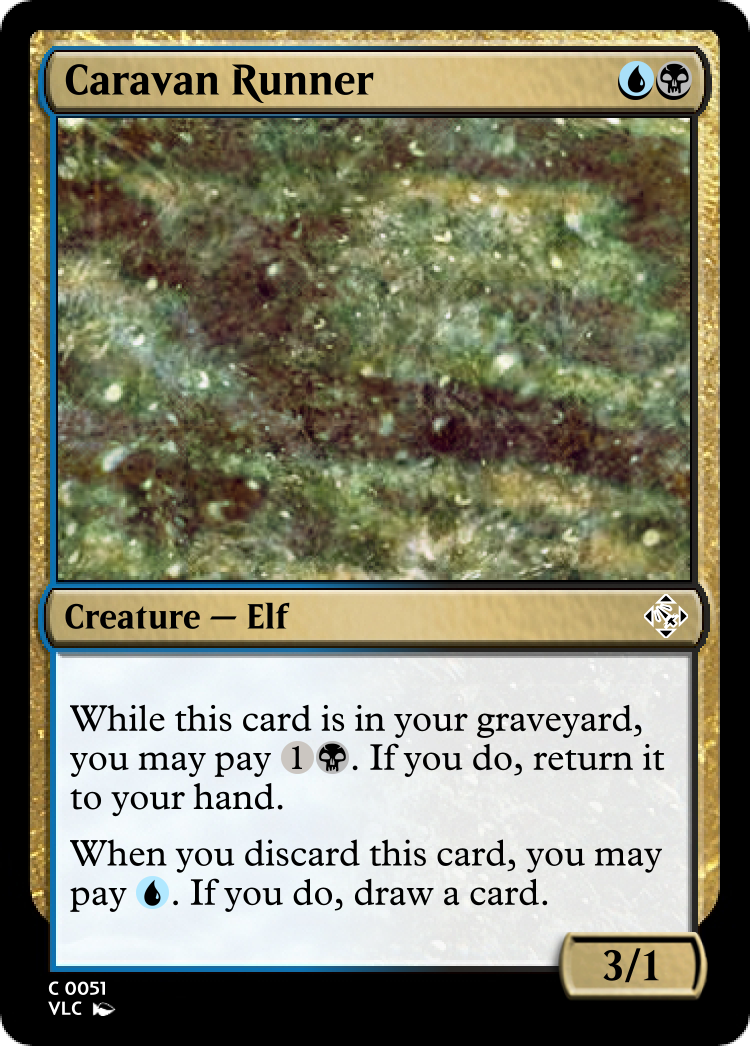 Caravan Runner
Creature — Elf
While this card is in your graveyard,
you may pay 1. If you do, return it
to your hand.
When you discard this card, you may
pay . If you do, draw a card.
3/1
C 0051
VLC